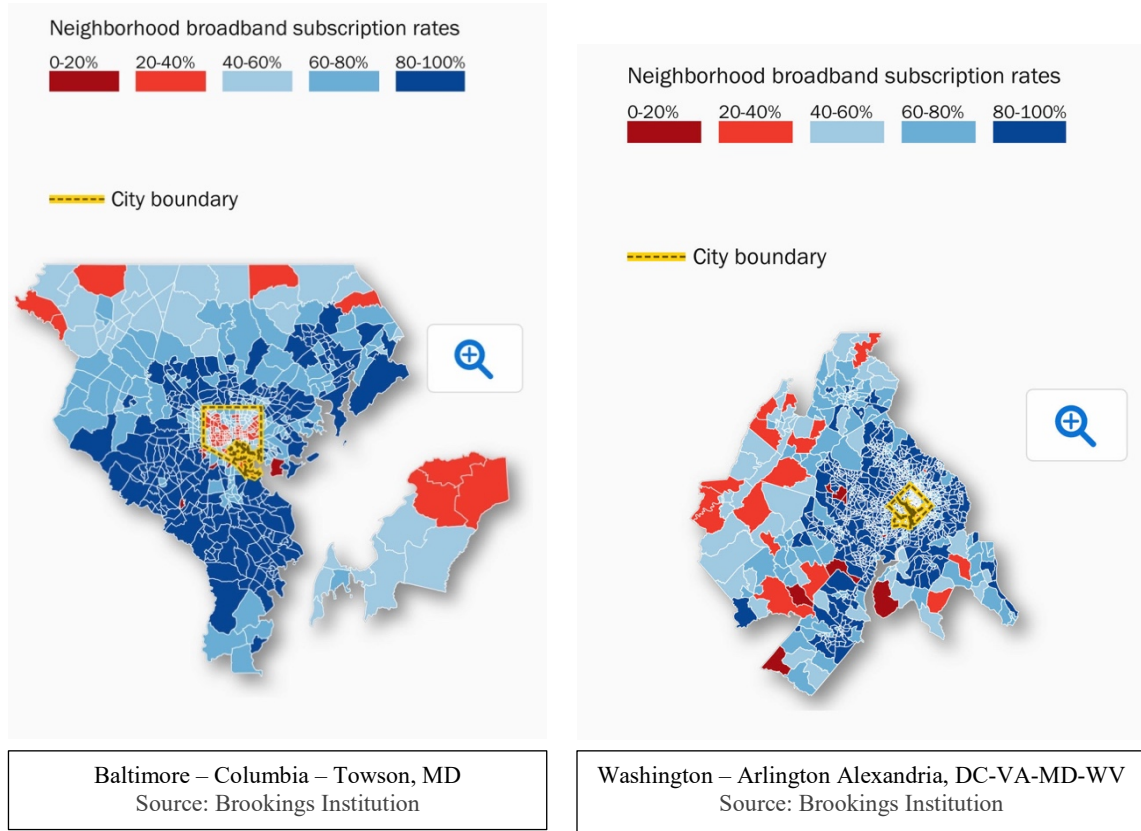 Neighborhood broadband subscription rates
0-20% 20-40% 40-60% 60-80% 80-100%
City boundary
Baltimore – Columbia – Towson, MD
Source: Brookings Institution
Neighborhood broadband subscription rates
0-20% 20-40% 40-60% 60-80% 80-100%
City boundary
Washington – Arlington Alexandria, DC-VA-MD-WV
Source: Brookings Institution